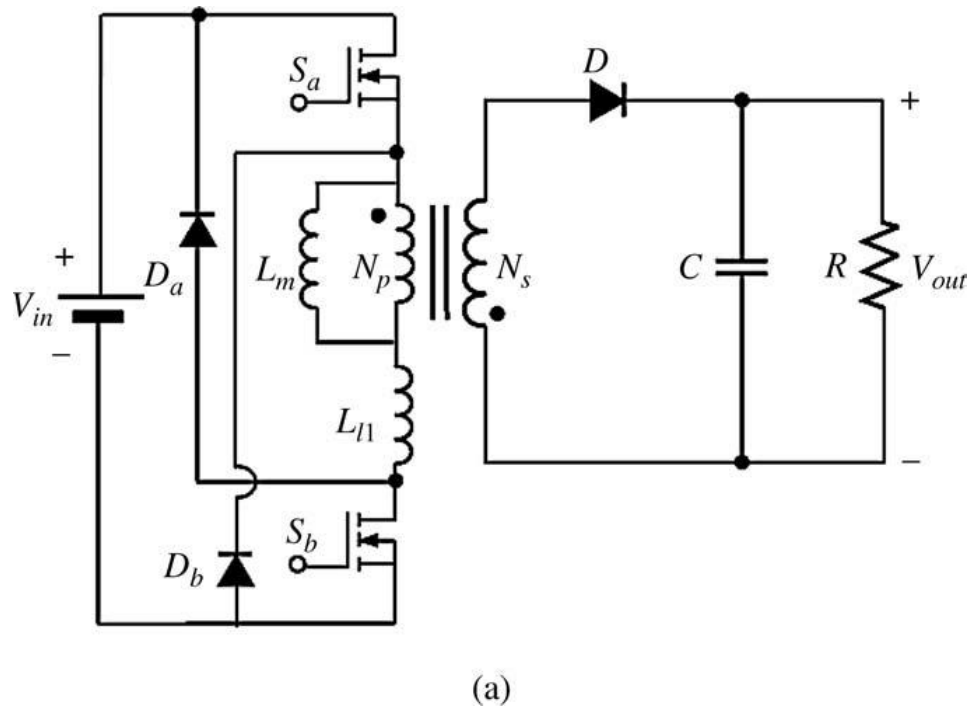 S_a
D
+
+
D_a
L_m
N_p
N_s
C
R
V_out
V_in
−
L_l1
−
S_b
D_b
(a)